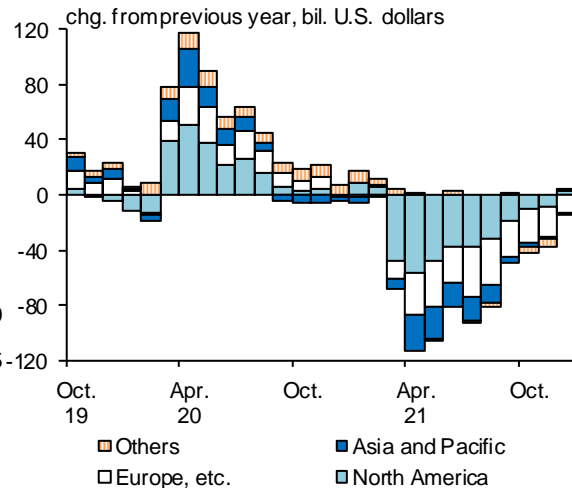 chg. from previous year, bil. U.S. dollars
120
80
40
0
-40
-80
-120
Oct. Apr. Oct. Apr. Oct.
19 20 21
Others Asia and Pacific
Europe, etc. North America